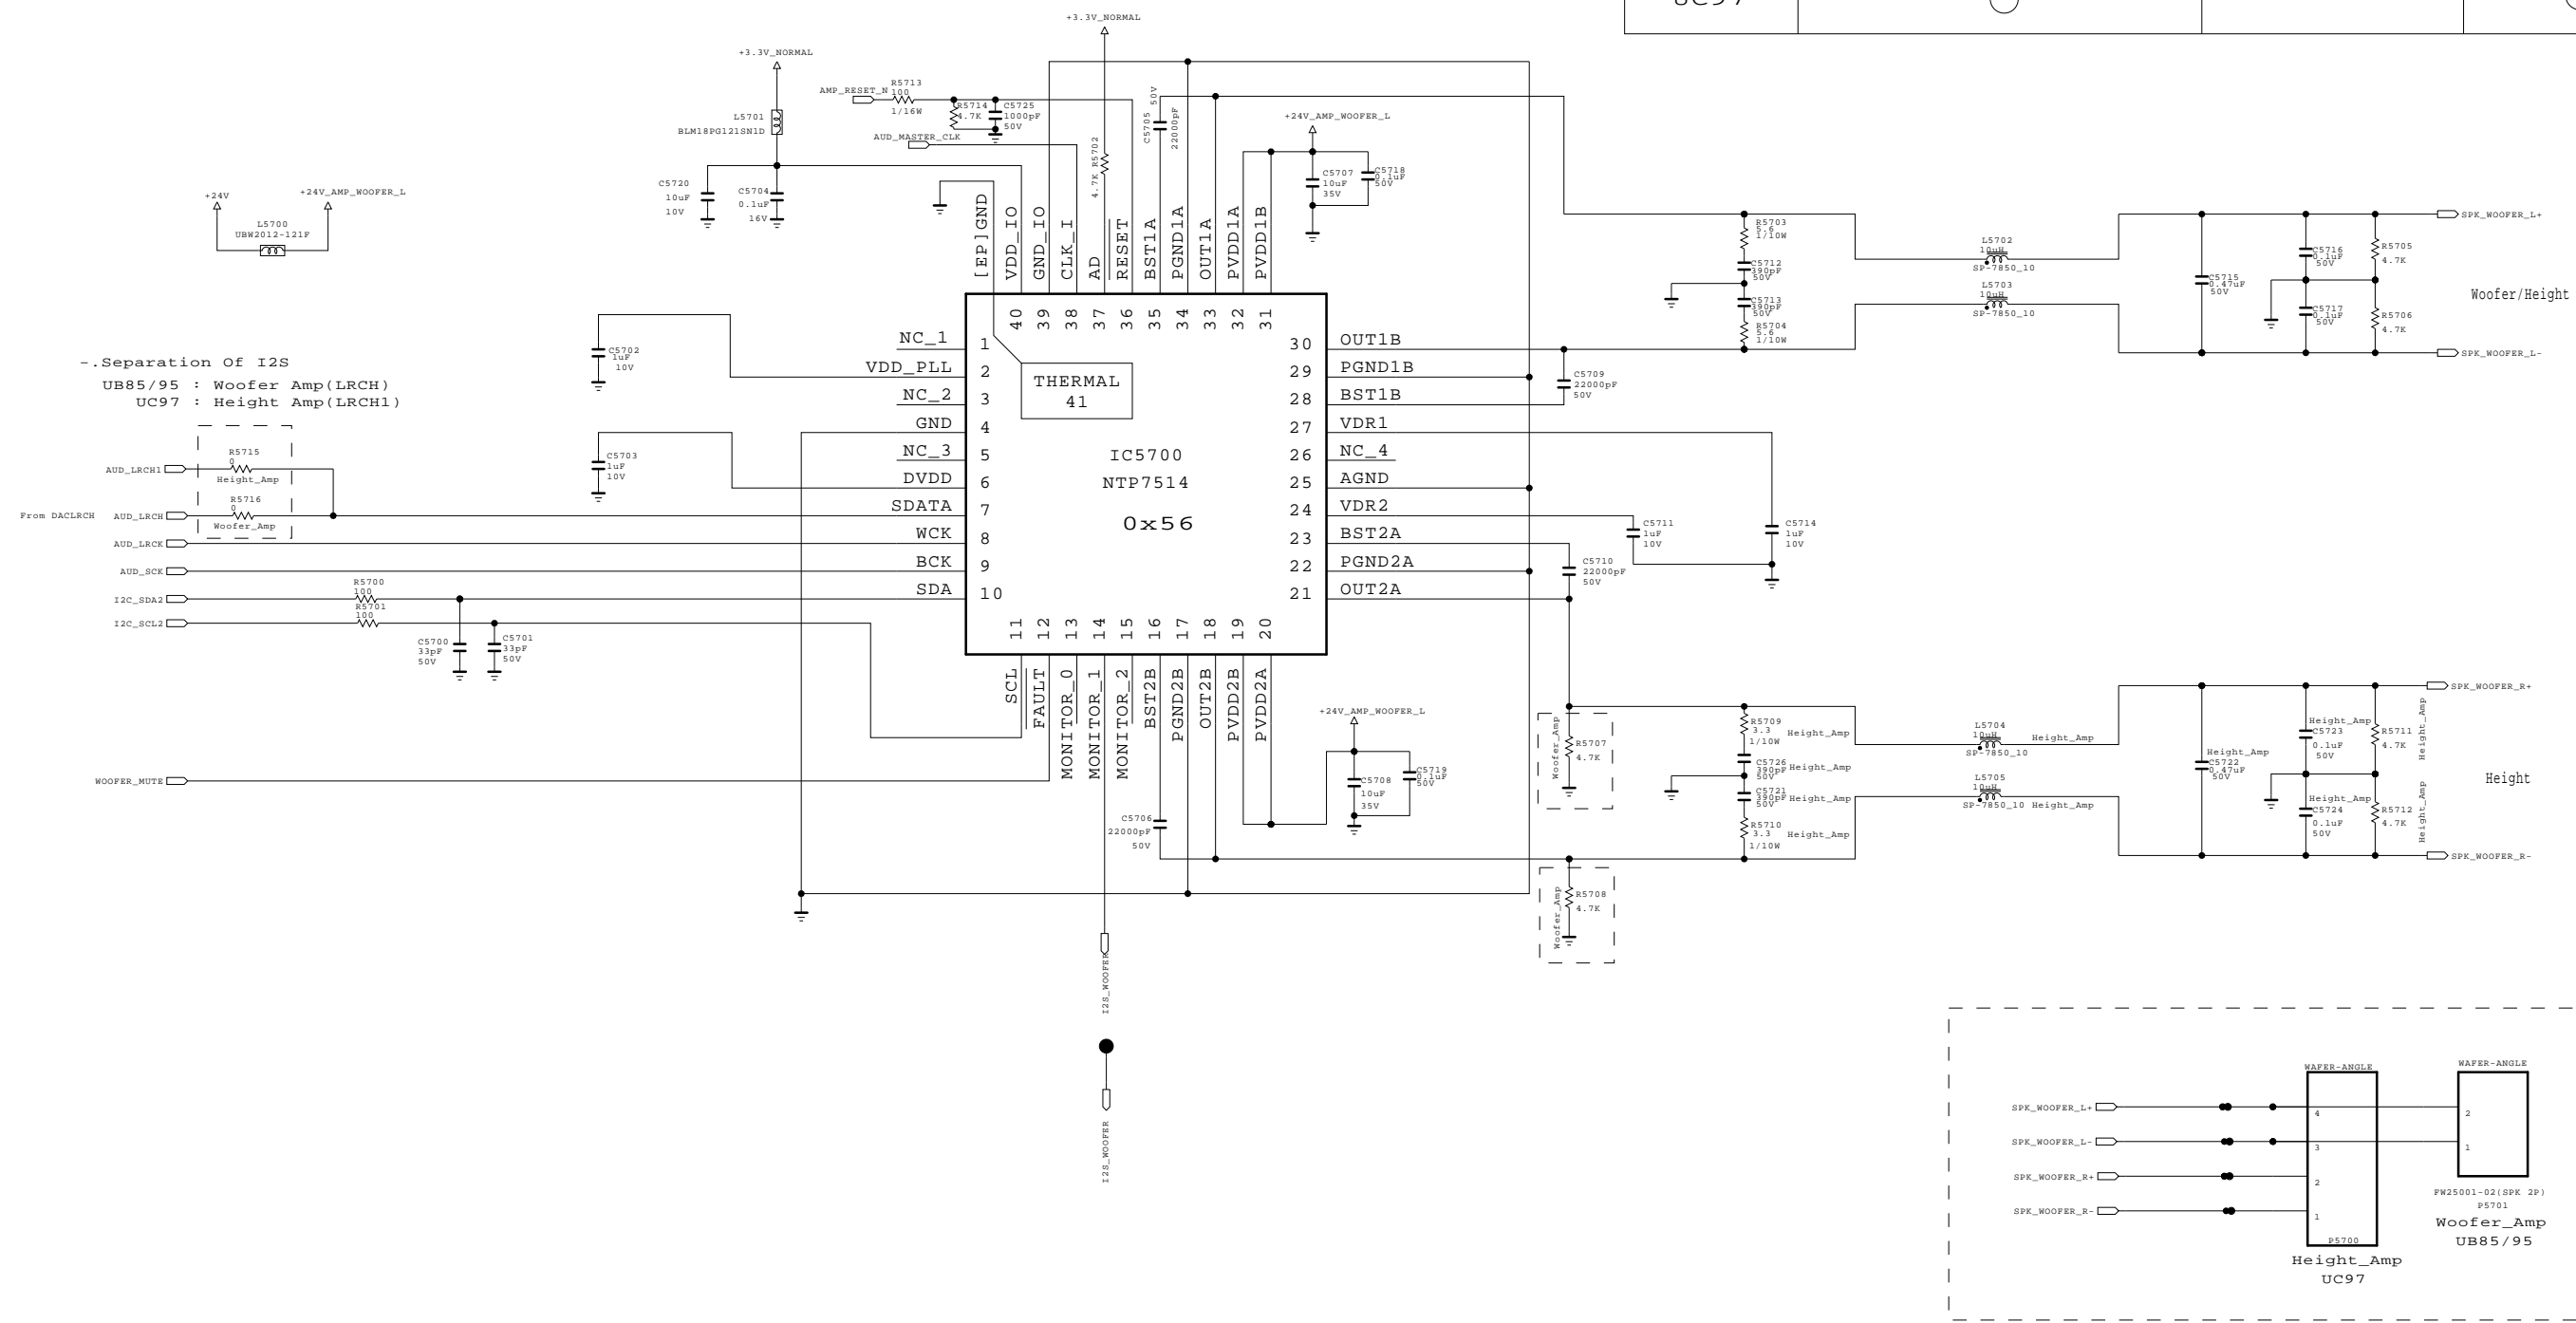 UC97
+3.3V_NORMAL
+3.3V_NORMAL
L5701
BLM18PG121SN1D
AMP_RESET_N
R5713
100
1/16W
R5714
4.7K
C5725
1000pF
50V
AUD_MASTER_CLK
4.7K R5702
C5705 50V
22000pF
+24V_AMP_WOOFER_L
C5707
10uF
35V
C5718
0.1uF
50V
C5720
10uF
10V
C5704
0.1uF
16V
+24V
+24V_AMP_WOOFER_L
L5700
UBW2012-121F
[EP]GND
VDD_IO
GND_IO
CLK_I
AD
RESET
BST1A
PGND1A
OUT1A
PVDD1A
PVDD1B
40
39
38
37
36
35
34
33
32
31
NC_1 1
VDD_PLL 2
NC_2 3
GND 4
NC_3 5
DVDD 6
SDATA 7
WCK 8
BCK 9
SDA 10
THERMAL
41
IC5700
NTP7514
0x56
30 OUT1B
29 PGND1B
28 BST1B
27 VDR1
26 NC_4
25 AGND
24 VDR2
23 BST2A
22 PGND2A
21 OUT2A
11
12
13
14
15
16
17
18
19
20
SCL
FAULT
MONITOR_0
MONITOR_1
MONITOR_2
BST2B
PGND2B
OUT2B
PVDD2B
PVDD2A
C5702
1uF
10V
C5703
1uF
10V
-.Separation Of I2S
UB85/95 : Woofer Amp(LRCH)
UC97 : Height Amp(LRCH1)
AUD_LRCH1
R5715
0
Height_Amp
From DACLRCH
AUD_LRCH
R5716
0
Woofer_Amp
AUD_LRCK
AUD_SCK
I2C_SDA2
R5700
100
I2C_SCL2
R5701
100
C5700
33pF
50V
C5701
33pF
50V
WOOFER_MUTE
C5709
22000pF
50V
C5711
1uF
10V
C5714
1uF
10V
C5710
22000pF
50V
R5703
5.6
1/10W
C5712
390pF
50V
C5713
390pF
50V
R5704
5.6
1/10W
L5702
10uH
SP-7850_10
L5703
10uH
SP-7850_10
C5715
0.47uF
50V
C5716
0.1uF
50V
C5717
0.1uF
50V
R5705
4.7K
R5706
4.7K
SPK_WOOFER_L+
Woofer/Height
SPK_WOOFER_L-
+24V_AMP_WOOFER_L
C5708
10uF
35V
C5719
0.1uF
50V
C5706
22000pF
50V
Woofer_Amp
R5707
4.7K
Woofer_Amp
R5708
4.7K
R5709
3.3
1/10W
Height_Amp
C5726
390pF
50V
Height_Amp
C5721
390pF
50V
Height_Amp
R5710
3.3
1/10W
Height_Amp
L5704
10uH
SP-7850_10
Height_Amp
L5705
10uH
SP-7850_10 Height_Amp
Height_Amp
C5722
0.47uF
50V
Height_Amp
C5723
0.1uF
50V
Height_Amp
C5724
0.1uF
50V
R5711
4.7K
Height_Amp
R5712
4.7K
Height_Amp
SPK_WOOFER_R+
Height
SPK_WOOFER_R-
I2S_WOOFER
I2S_WOOFER
SPK_WOOFER_L+
SPK_WOOFER_L-
SPK_WOOFER_R+
SPK_WOOFER_R-
WAFER-ANGLE
4
3
2
1
P5700
Height_Amp
UC97
WAFER-ANGLE
2
1
FW25001-02(SPK 2P)
P5701
Woofer_Amp
UB85/95